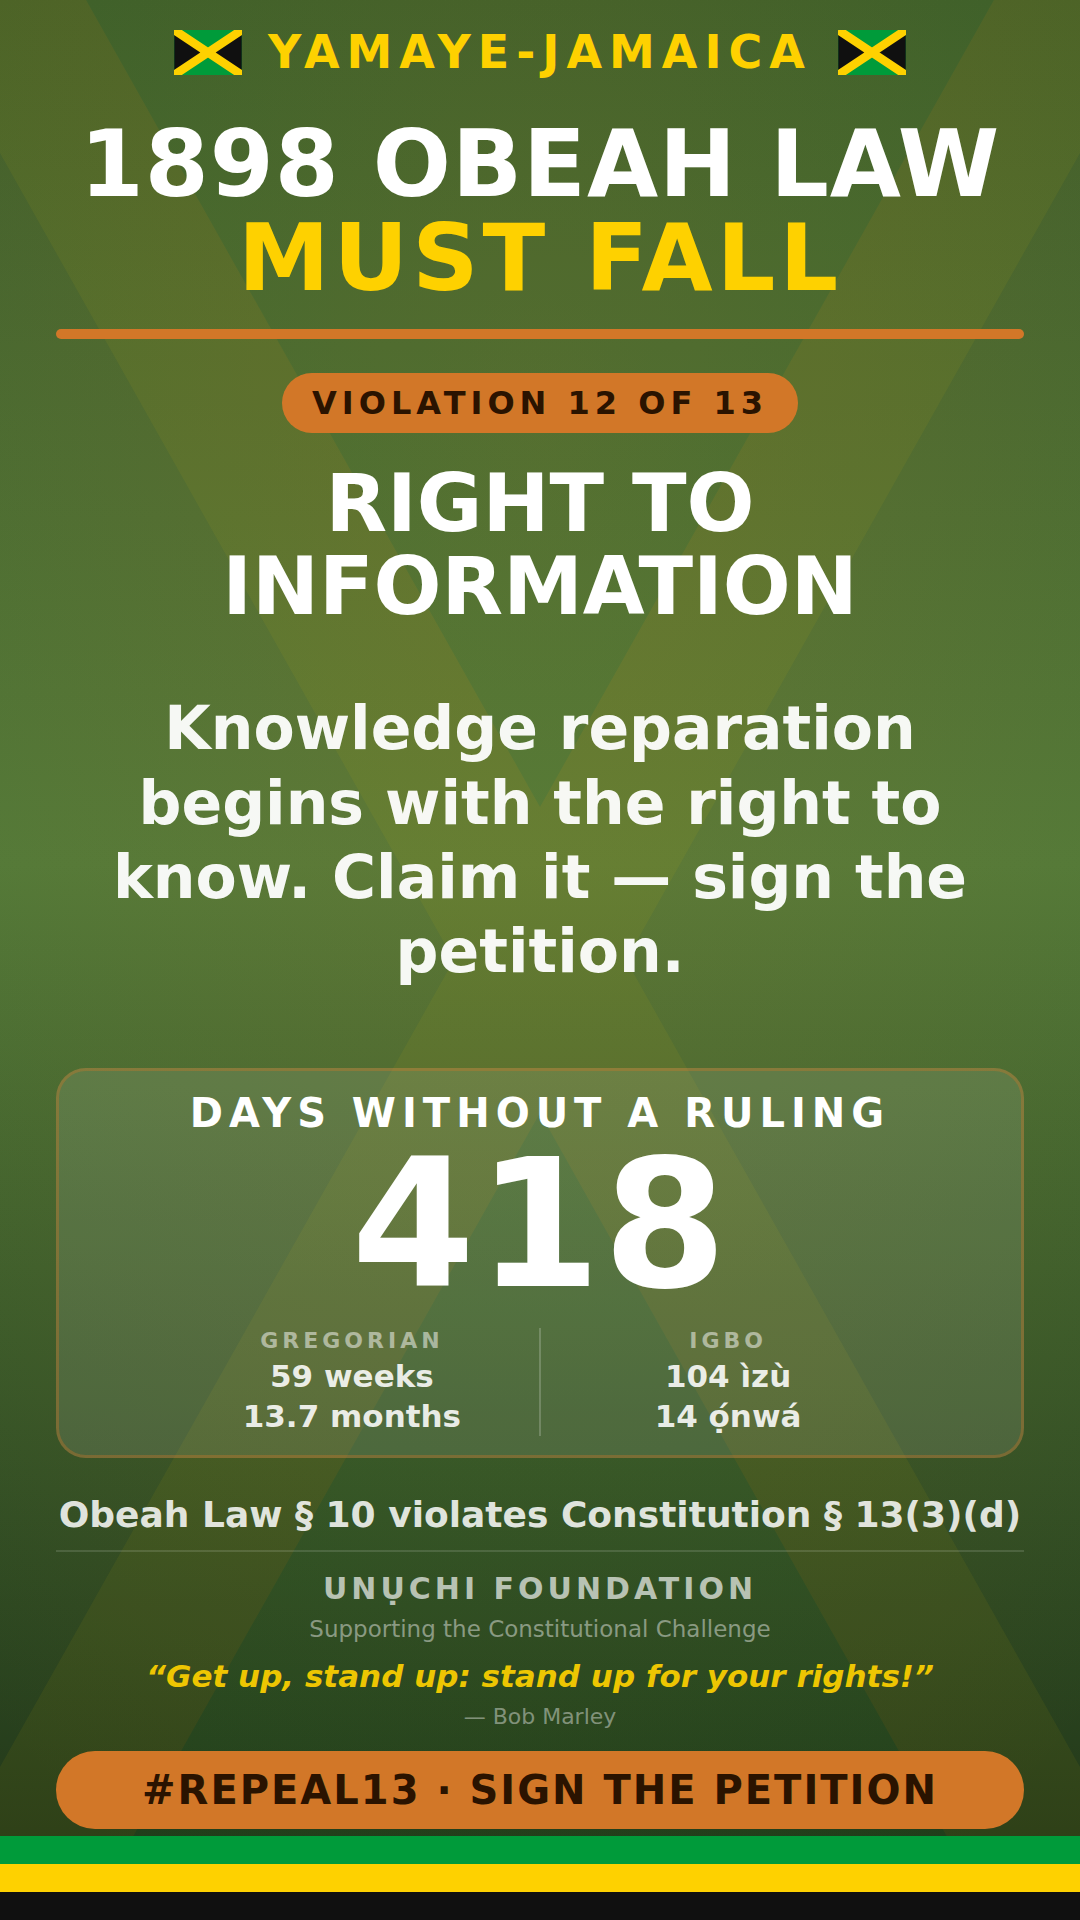 YAMAYE-JAMAICA
1898 OBEAH LAW
MUST FALL
VIOLATION 12 OF 13
RIGHT TO
INFORMATION
Knowledge reparation
begins with the right to
know. Claim it — sign the
petition.
DAYS WITHOUT A RULING
418
GREGORIAN
59 weeks
13.7 months
IGBO
104 ìzù
14 ọ́nwá
Obeah Law § 10 violates Constitution § 13(3)(d)
UNỤCHI FOUNDATION
Supporting the Constitutional Challenge
“Get up, stand up: stand up for your rights!”
— Bob Marley
#REPEAL13 · SIGN THE PETITION